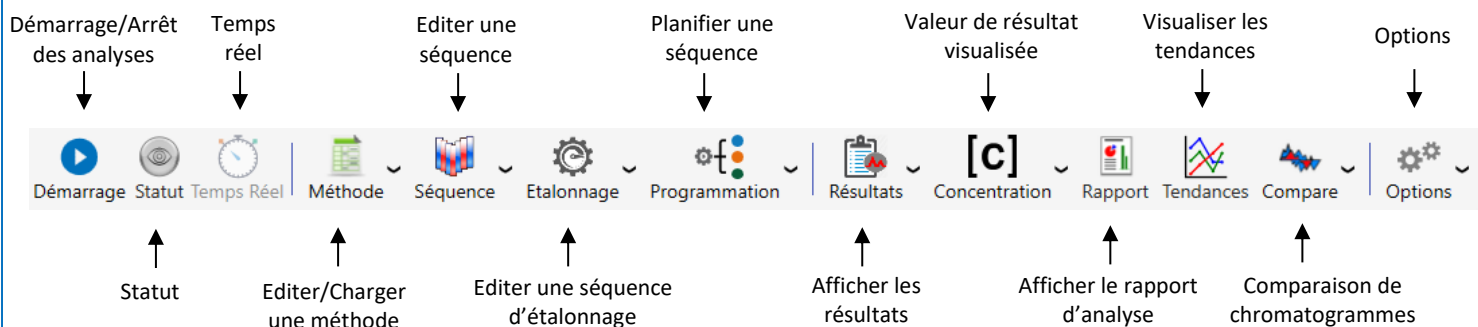 Démarrage/Arrêt
des analyses
Temps
réel
Editer une
séquence
Planifier une
séquence
Valeur de résultat
visualisée
Visualiser les
tendances
Options
[C]
Démarrage Statut Temps Réel Méthode Séquence Etalonnage Programmation Résultats Concentration Rapport Tendances Compare Options
Statut
Editer/Charger
une méthode
Editer une séquence
d'étalonnage
Afficher les
résultats
Afficher le rapport
d'analyse
Comparaison de
chromatogrammes